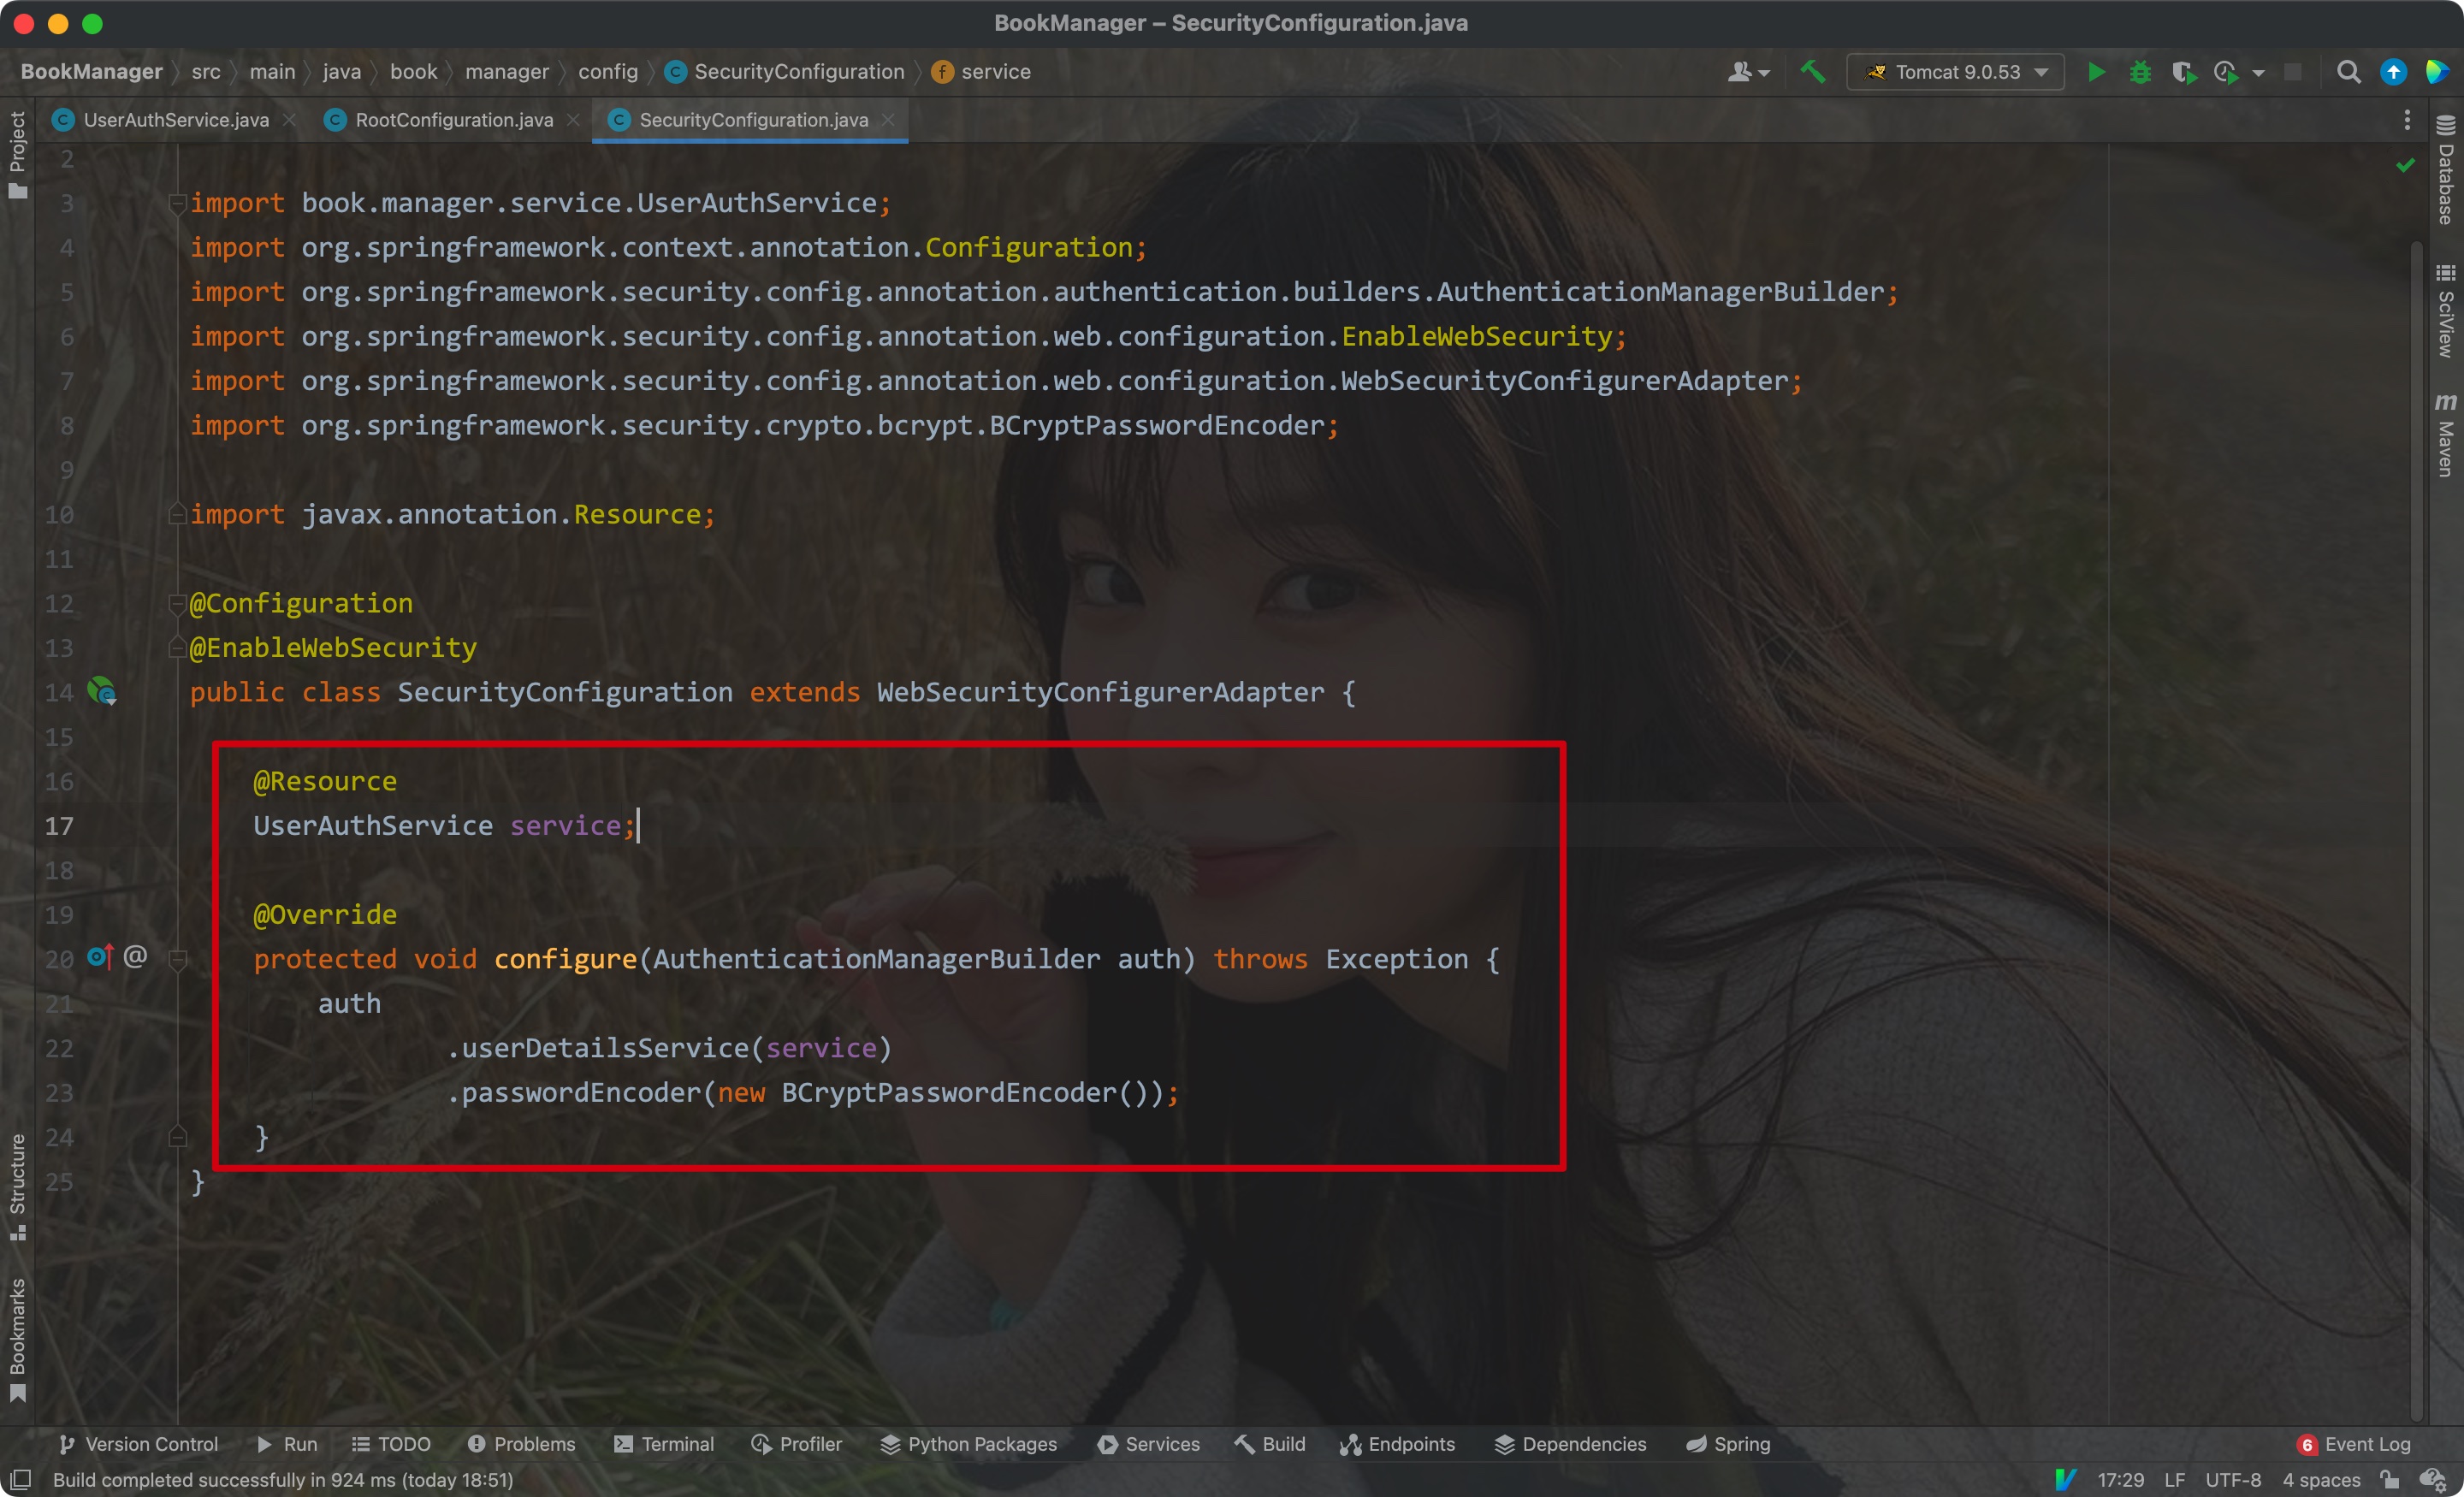 BookManager – SecurityConfiguration.java
BookManager src main java book manager config SecurityConfiguration service
Tomcat 9.0.53
UserAuthService.java RootConfiguration.java SecurityConfiguration.java
Project
Structure
Bookmarks
2
3 import book.manager.service.UserAuthService;
4 import org.springframework.context.annotation.Configuration;
5 import org.springframework.security.config.annotation.authentication.builders.AuthenticationManagerBuilder;
6 import org.springframework.security.config.annotation.web.configuration.EnableWebSecurity;
7 import org.springframework.security.config.annotation.web.configuration.WebSecurityConfigurerAdapter;
8 import org.springframework.security.crypto.bcrypt.BCryptPasswordEncoder;
9
10 import javax.annotation.Resource;
11
12 @Configuration
13 @EnableWebSecurity
14 public class SecurityConfiguration extends WebSecurityConfigurerAdapter {
15
16 @Resource
17 UserAuthService service;
18
19 @Override
20 @ protected void configure(AuthenticationManagerBuilder auth) throws Exception {
21 auth
22 .userDetailsService(service)
23 .passwordEncoder(new BCryptPasswordEncoder());
24 }
25 }
Database
SciView
m Maven
Version Control Run TODO Problems Terminal Profiler Python Packages Services Build Endpoints Dependencies Spring 6 Event Log
Build completed successfully in 924 ms (today 18:51) 17:29 LF UTF-8 4 spaces